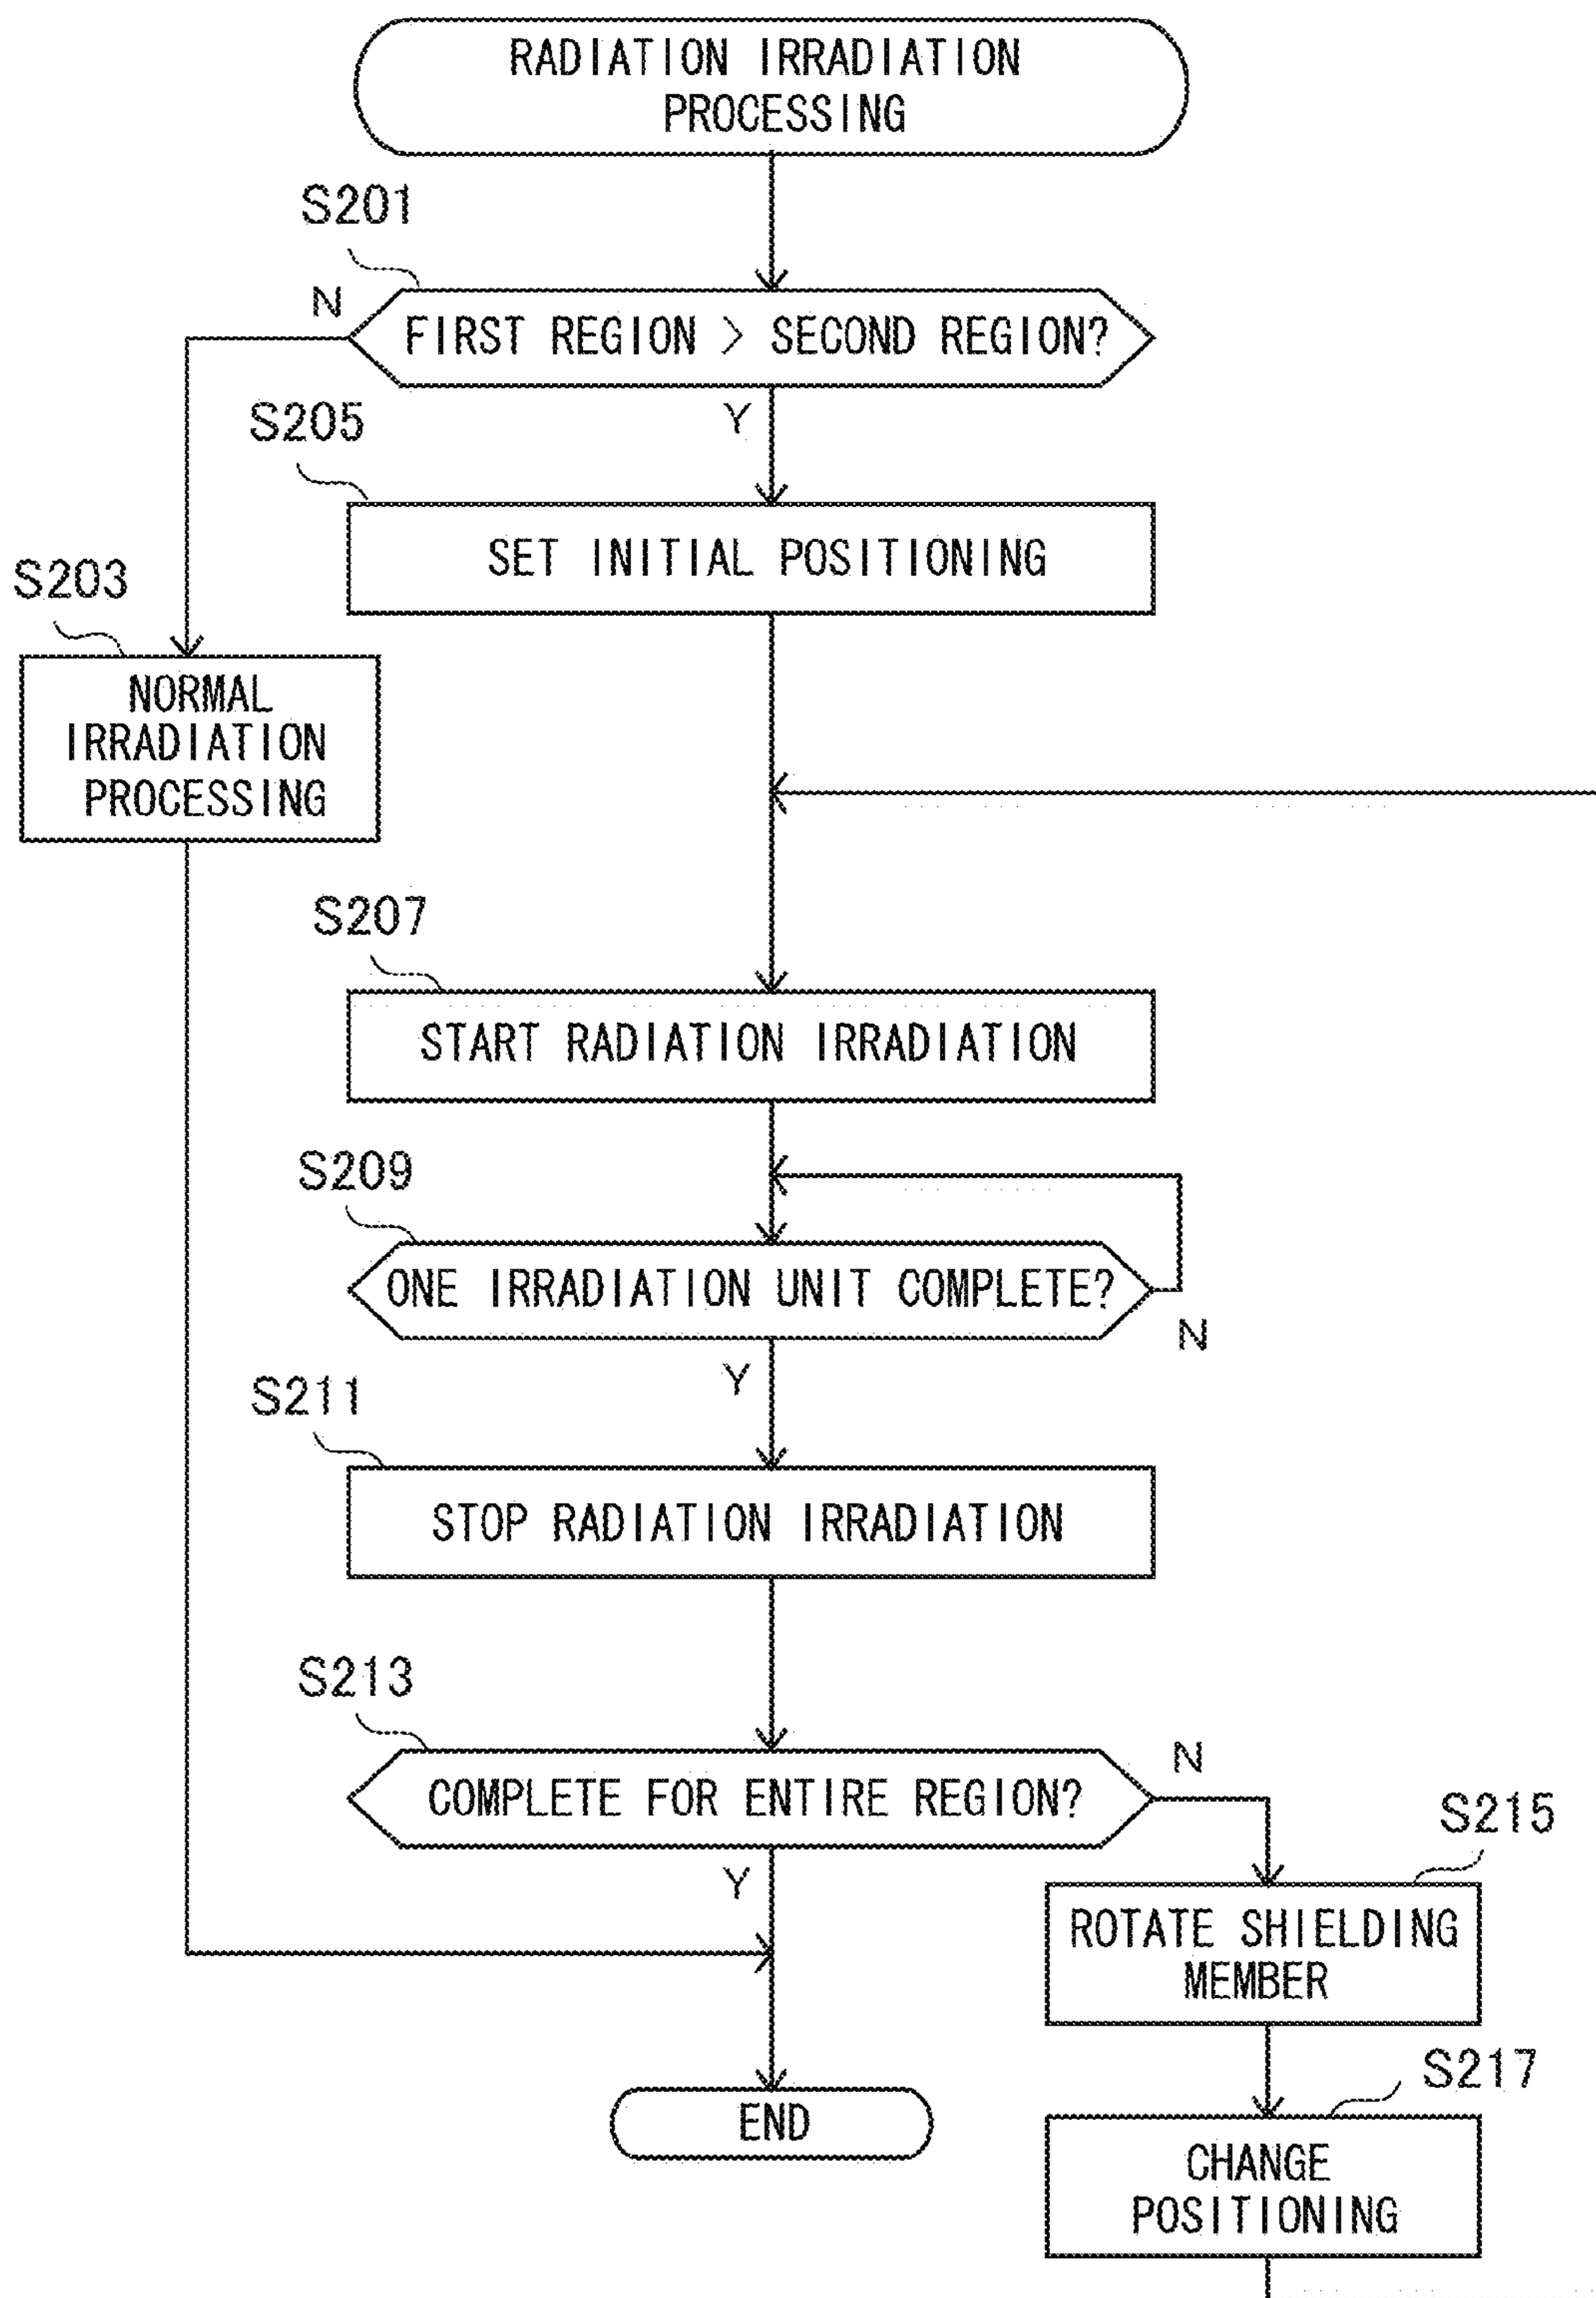 RADIATION IRRADIATION
PROCESSING
S201
N
FIRST REGION > SECOND REGION?
Y
S205
SET INITIAL POSITIONING
S203
NORMAL
IRRADIATION
PROCESSING
S207
START RADIATION IRRADIATION
S209
ONE IRRADIATION UNIT COMPLETE?
N
Y
S211
STOP RADIATION IRRADIATION
S213
COMPLETE FOR ENTIRE REGION?
N
Y
S215
ROTATE SHIELDING
MEMBER
S217
CHANGE
POSITIONING
END